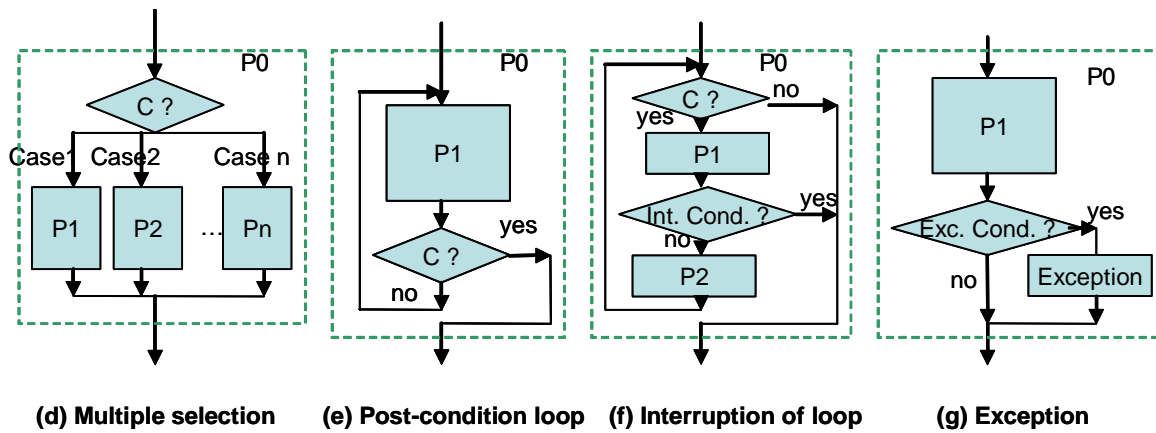 P0
C ?
Case1
Case2
Case n
P1
P2
...
Pn
(d) Multiple selection
P0
P1
yes
C ?
no
(e) Post-condition loop
P0
C ?
no
yes
P1
Int. Cond. ?
yes
no
P2
(f) Interruption of loop
P0
P1
Exc. Cond. ?
yes
no
Exception
(g) Exception